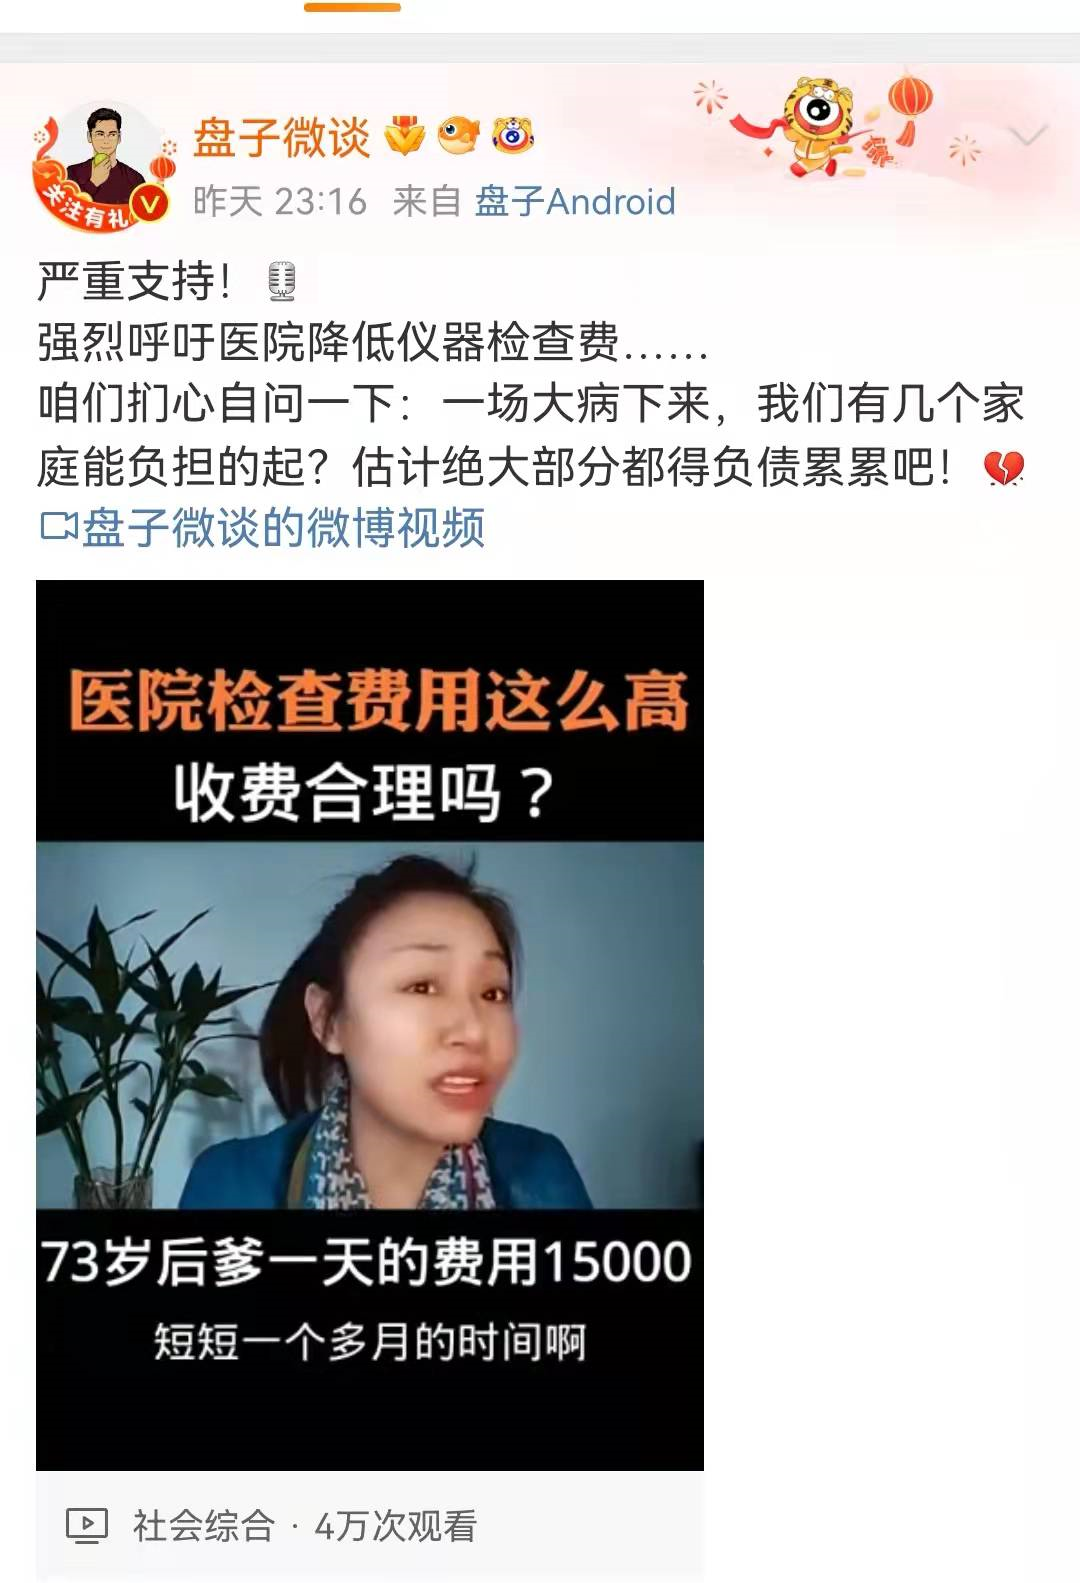 盘子微谈
关注有礼
昨天 23:16 来自 盘子Android
严重支持！
强烈呼吁医院降低仪器检查费……
咱们扪心自问一下：一场大病下来，我们有几个家
庭能负担的起？估计绝大部分都得负债累累吧！
盘子微谈的微博视频
医院检查费用这么高
收费合理吗？
73岁后爹一天的费用15000
短短一个多月的时间啊
社会综合 · 4万次观看